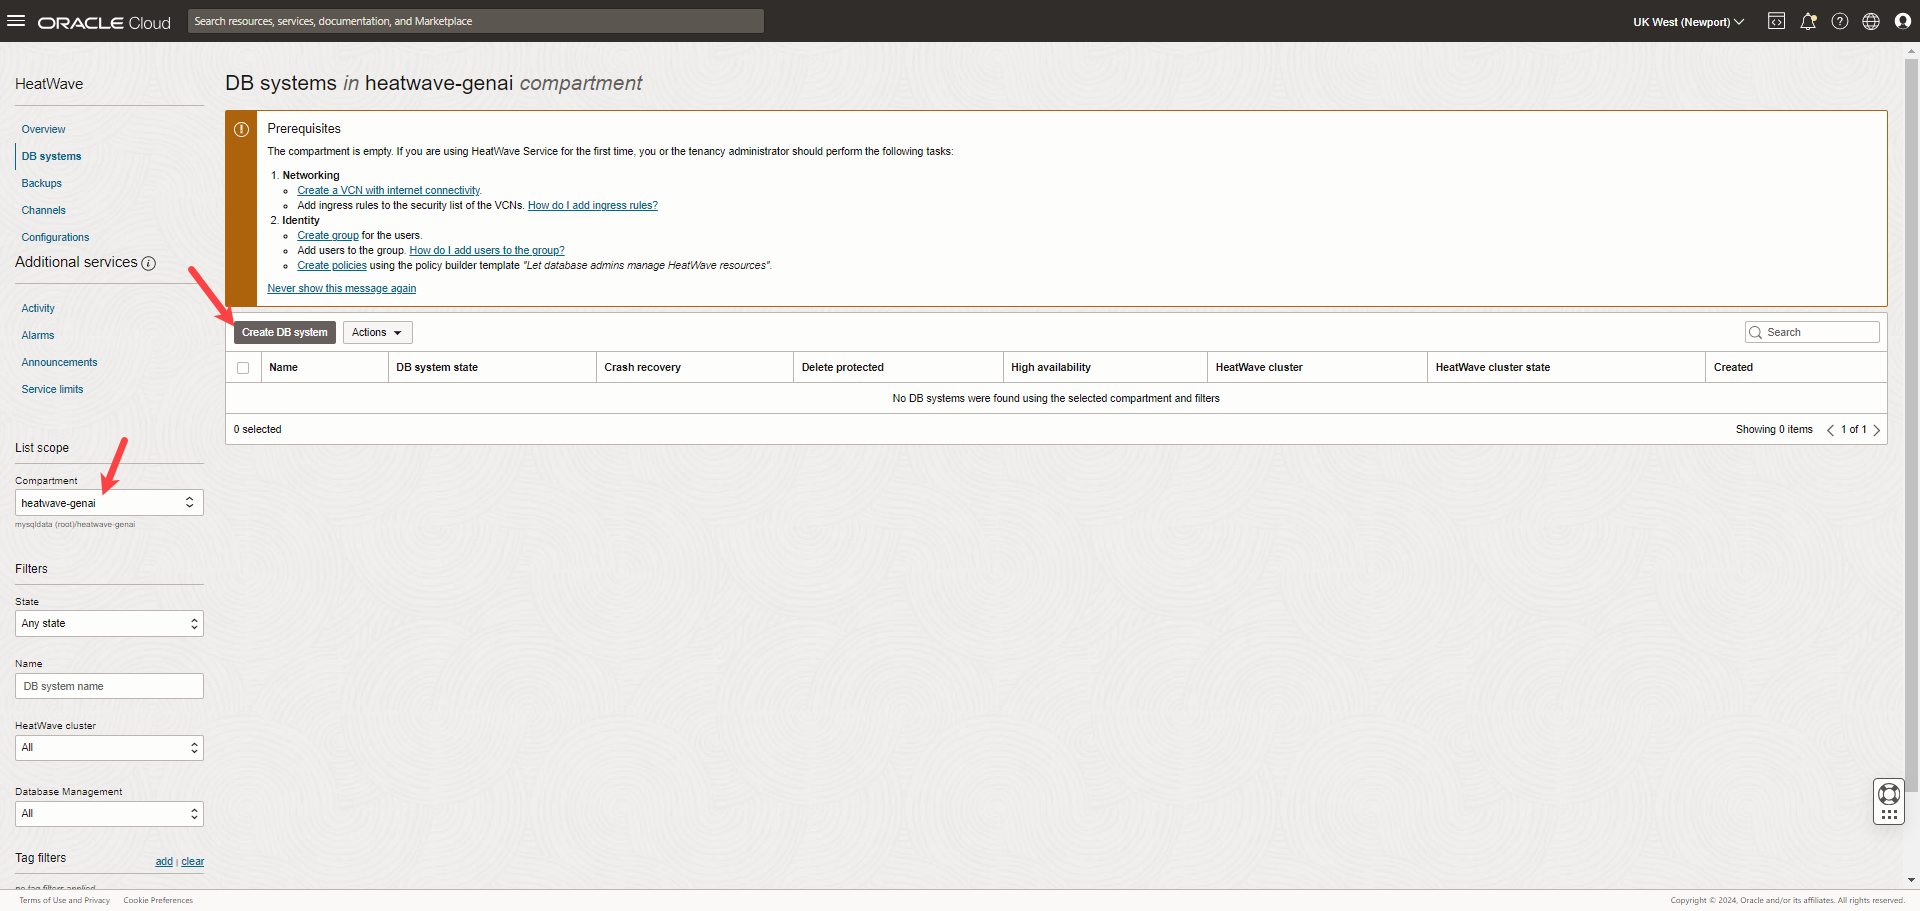 ORACLE Cloud
Search resources, services, documentation, and Marketplace
UK West (Newport)
HeatWave
Overview
DB systems
Backups
Channels
Configurations
Additional services
Activity
Alarms
Announcements
Service limits
List scope
Compartment
heatwave-genai
mysqldata (root)/heatwave-genai
Filters
State
Any state
Name
DB system name
HeatWave cluster
All
Database Management
All
Tag filters
add | clear
no tag filters applied
DB systems in heatwave-genai compartment
Prerequisites
The compartment is empty. If you are using HeatWave Service for the first time, you or the tenancy administrator should perform the following tasks:
1. Networking
Create a VCN with internet connectivity.
Add ingress rules to the security list of the VCNs. How do I add ingress rules?
2. Identity
Create group for the users.
Add users to the group. How do I add users to the group?
Create policies using the policy builder template "Let database admins manage HeatWave resources".
Never show this message again
Create DB system Actions
Search
Name DB system state Crash recovery Delete protected High availability HeatWave cluster HeatWave cluster state Created
No DB systems were found using the selected compartment and filters
0 selected
Showing 0 items 1 of 1
Terms of Use and Privacy Cookie Preferences
Copyright © 2024, Oracle and/or its affiliates. All rights reserved.